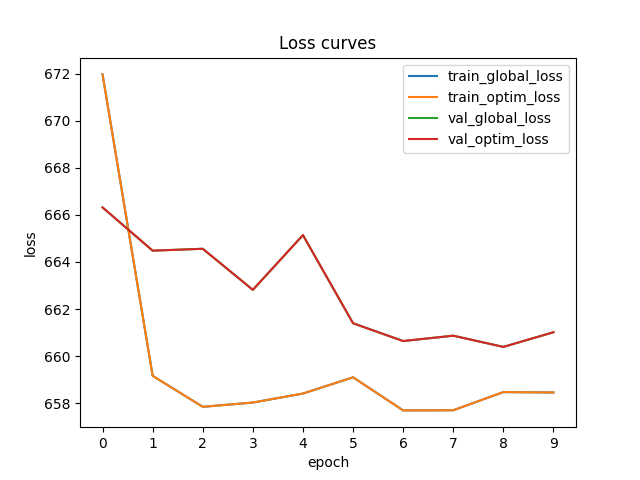 Loss curves
train_global_loss
train_optim_loss
val_global_loss
val_optim_loss
loss
672
670
668
666
664
662
660
658
0 1 2 3 4 5 6 7 8 9
epoch